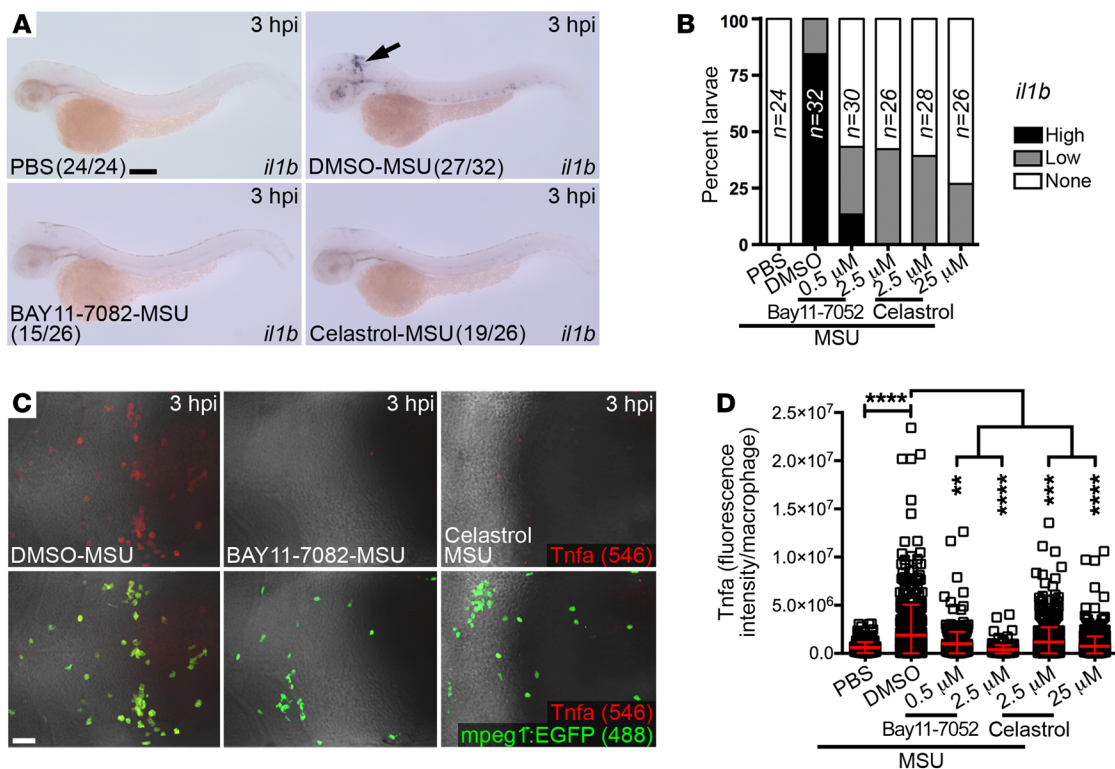 A
3 hpi
PBS (24/24)
il1b
3 hpi
DMSO-MSU (27/32)
il1b
3 hpi
BAY11-7082-MSU
(15/26)
il1b
3 hpi
Celastrol-MSU (19/26)
il1b
B
Percent larvae
100
75
50
25
0
n=24
n=32
n=30
n=26
n=28
n=26
PBS
DMSO
0.5 µM
2.5 µM
2.5 µM
25 µM
Bay11-7052
Celastrol
MSU
il1b
High
Low
None
C
3 hpi
DMSO-MSU
3 hpi
BAY11-7082-MSU
3 hpi
Celastrol
MSU
Tnfa (546)
Tnfa (546)
mpeg1:EGFP (488)
D
Tnfa (fluorescence
intensity/macrophage)
2.5×10⁷
2.0×10⁷
1.5×10⁷
1.0×10⁷
5.0×10⁶
0.0
****
**
****
***
****
PBS
DMSO
0.5 µM
2.5 µM
2.5 µM
25 µM
Bay11-7052
Celastrol
MSU